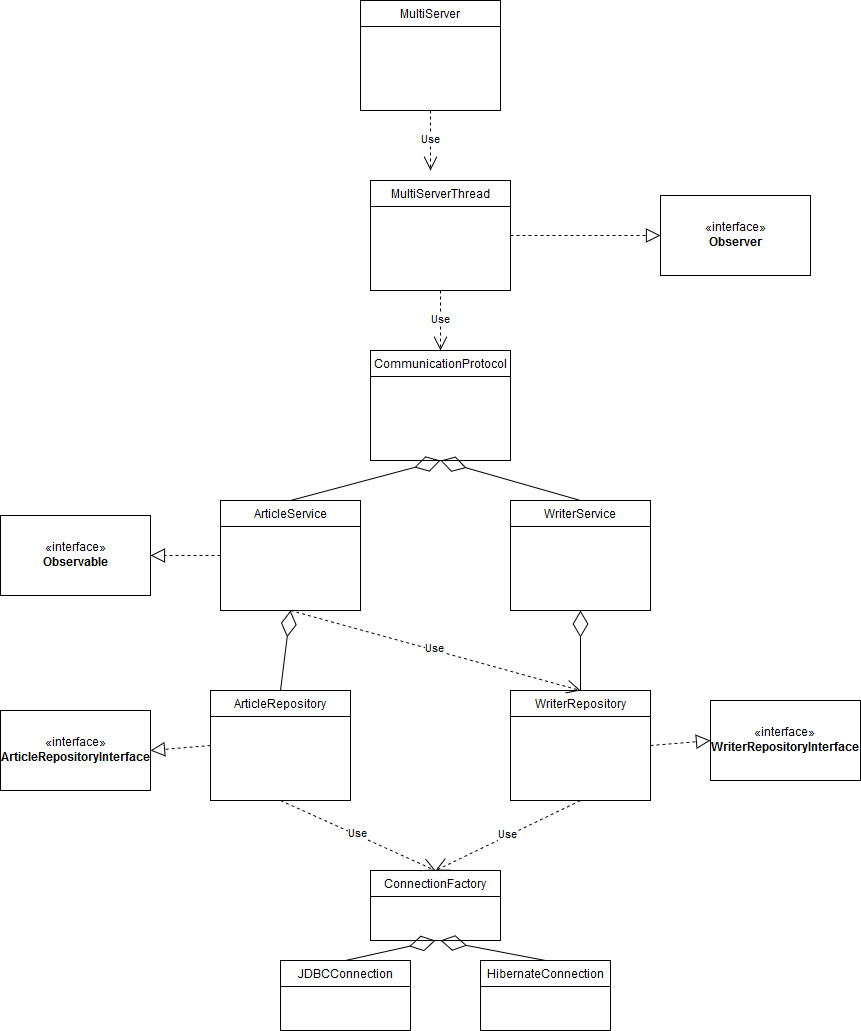 MultiServer
Use
MultiServerThread
«interface»
Observer
Use
CommunicationProtocol
ArticleService
WriterService
«interface»
Observable
Use
ArticleRepository
WriterRepository
«interface»
ArticleRepositoryInterface
«interface»
WriterRepositoryInterface
Use
Use
ConnectionFactory
JDBCConnection
HibernateConnection